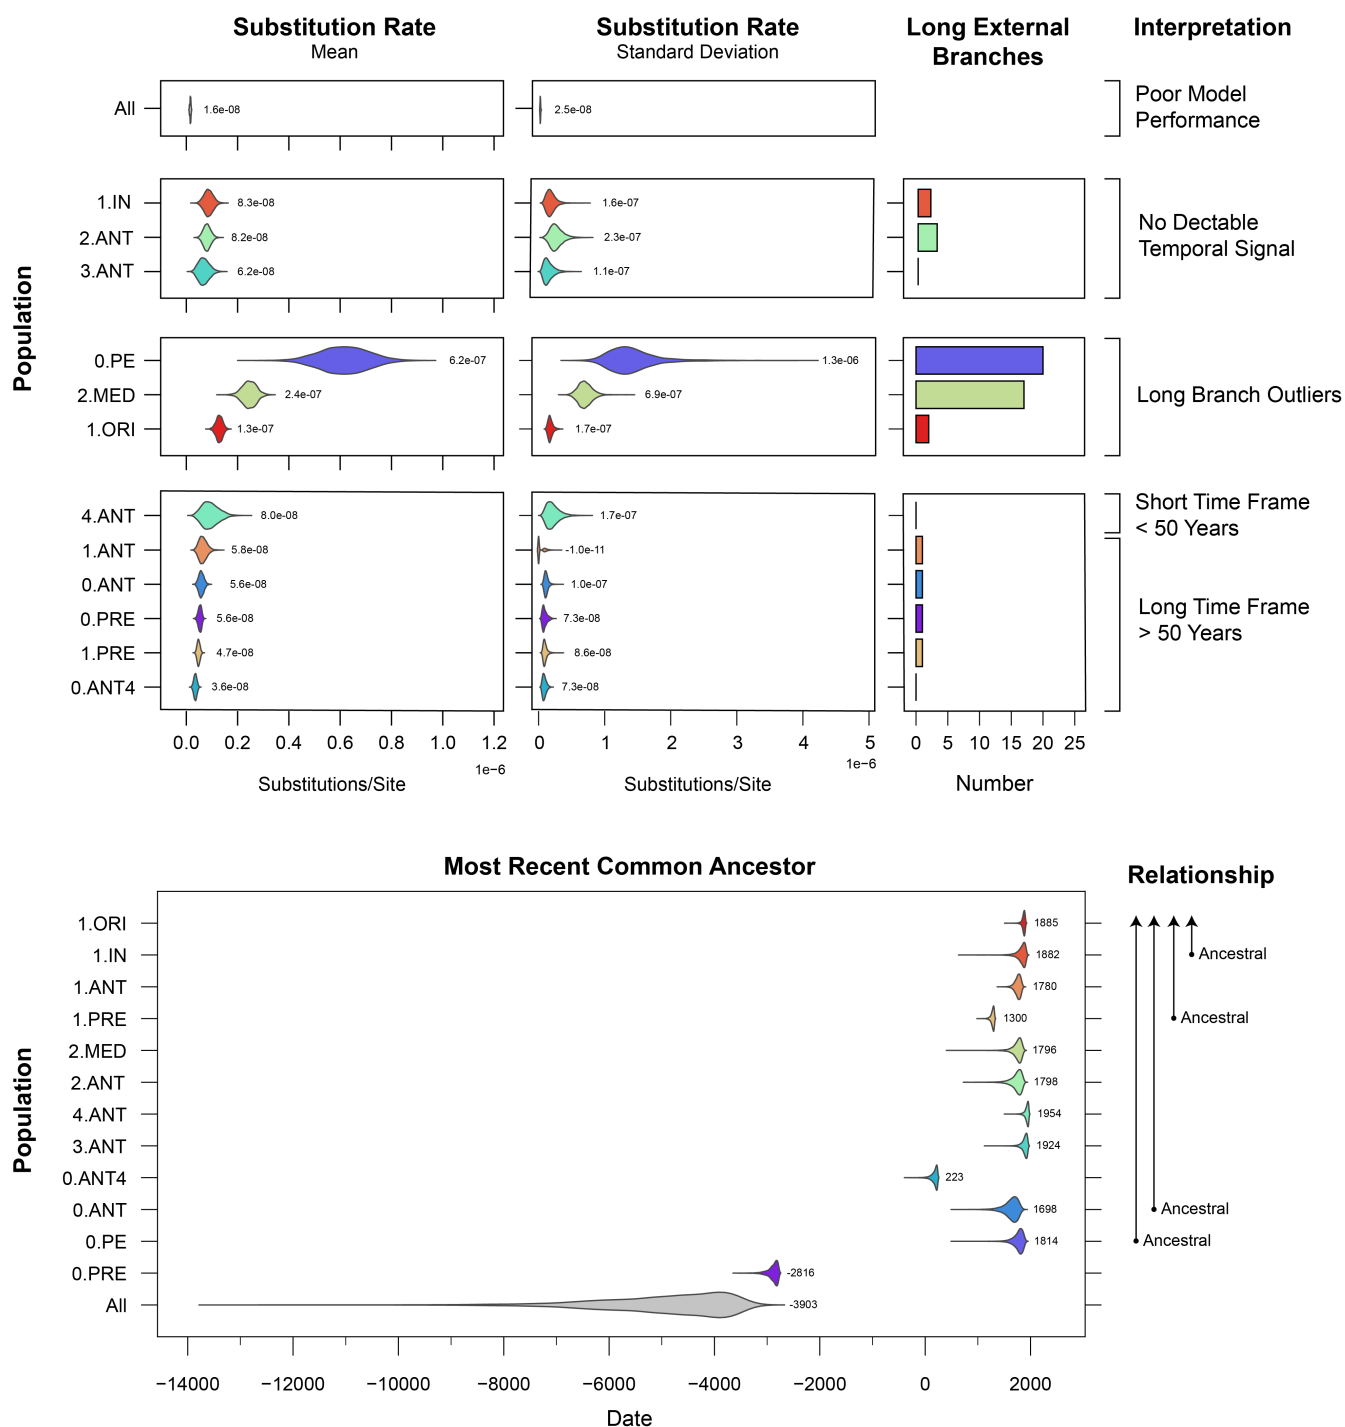 Substitution Rate
Mean
Substitution Rate
Standard Deviation
Long External
Branches
Interpretation
Population
All
1.6e-08
2.5e-08
Poor Model
Performance
1.IN
8.3e-08
1.6e-07
2.ANT
8.2e-08
2.3e-07
3.ANT
6.2e-08
1.1e-07
No Dectable
Temporal Signal
0.PE
6.2e-07
1.3e-06
2.MED
2.4e-07
6.9e-07
1.ORI
1.3e-07
1.7e-07
Long Branch Outliers
4.ANT
8.0e-08
1.7e-07
Short Time Frame
< 50 Years
1.ANT
5.8e-08
-1.0e-11
0.ANT
5.6e-08
1.0e-07
0.PRE
5.6e-08
7.3e-08
1.PRE
4.7e-08
8.6e-08
0.ANT4
3.6e-08
7.3e-08
Long Time Frame
> 50 Years
0.0 0.2 0.4 0.6 0.8 1.0 1.2
1e−6
Substitutions/Site
0 1 2 3 4 5
1e−6
Substitutions/Site
0 5 10 15 20 25
Number
Most Recent Common Ancestor
Relationship
Population
1.ORI
1885
1.IN
1882
Ancestral
1.ANT
1780
1.PRE
1300
Ancestral
2.MED
1796
2.ANT
1798
4.ANT
1954
3.ANT
1924
0.ANT4
223
0.ANT
1698
Ancestral
0.PE
1814
Ancestral
0.PRE
-2816
All
-3903
−14000 −12000 −10000 −8000 −6000 −4000 −2000 0 2000
Date